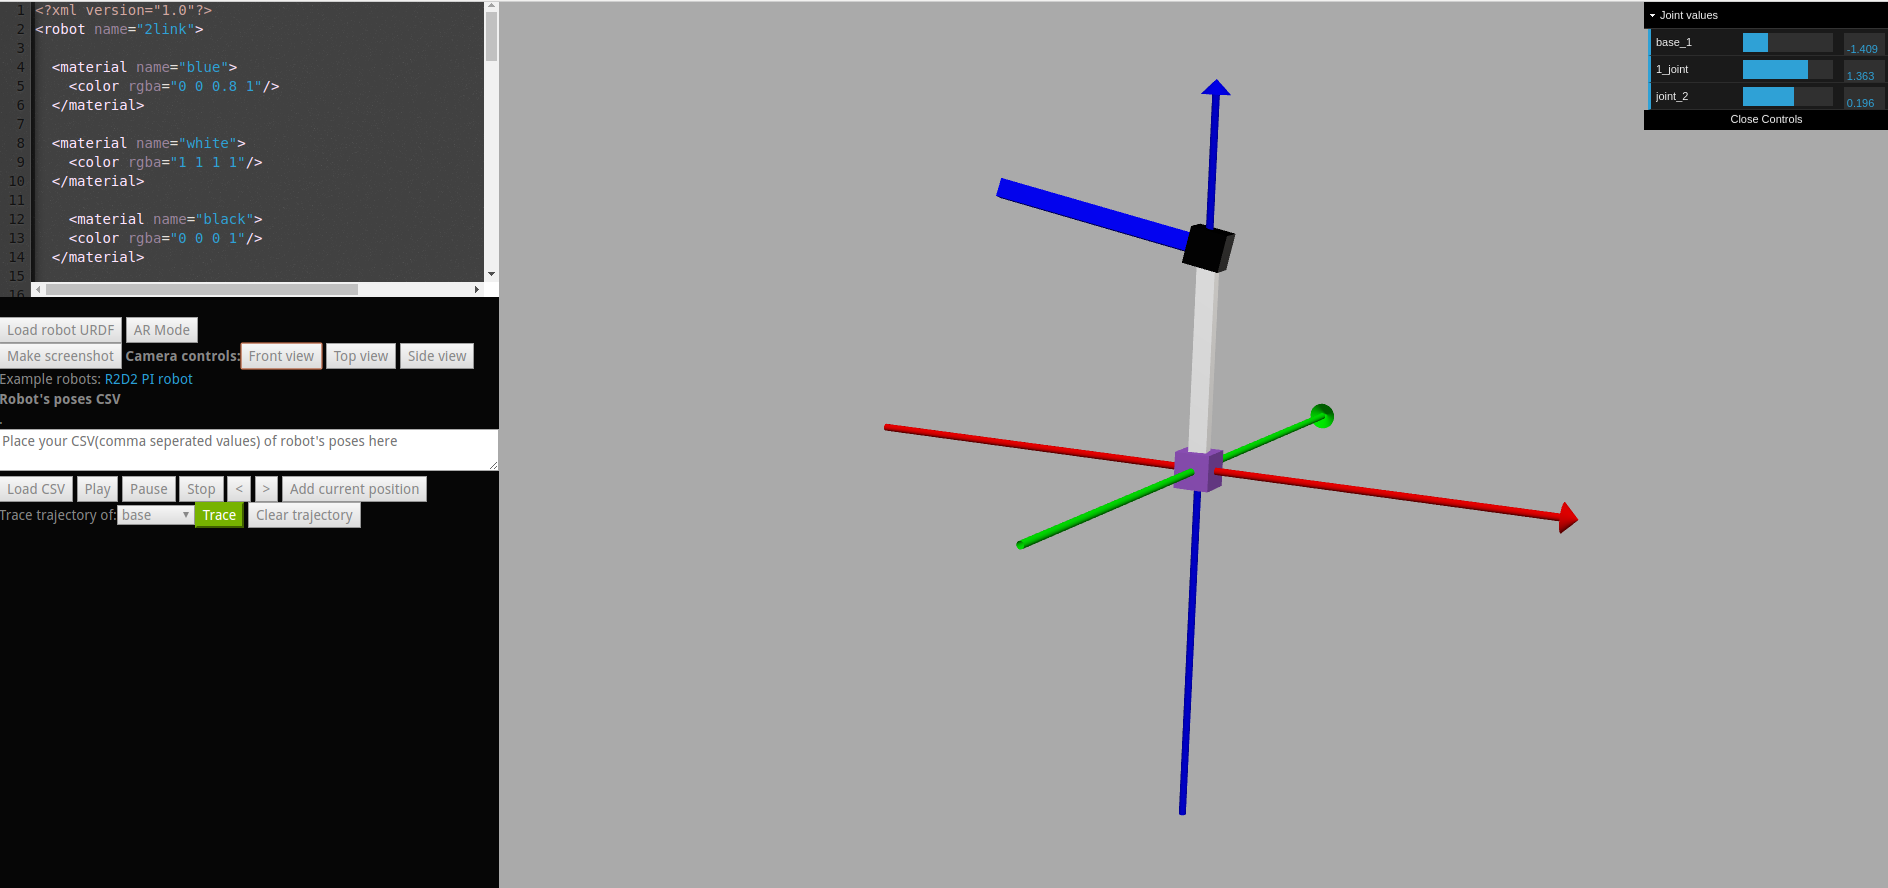 1 <?xml version="1.0"?>
2 <robot name="2link">
3
4 <material name="blue">
5 <color rgba="0 0 0.8 1"/>
6 </material>
7
8 <material name="white">
9 <color rgba="1 1 1 1"/>
10 </material>
11
12 <material name="black">
13 <color rgba="0 0 0 1"/>
14 </material>
15
16
Load robot URDF AR Mode
Make screenshot Camera controls: Front view Top view Side view
Example robots: R2D2 PI robot
Robot's poses CSV
.
Place your CSV(comma seperated values) of robot's poses here
Load CSV Play Pause Stop < > Add current position
Trace trajectory of: base Trace Clear trajectory
Joint values
base_1 -1.409
1_joint 1.363
joint_2 0.196
Close Controls